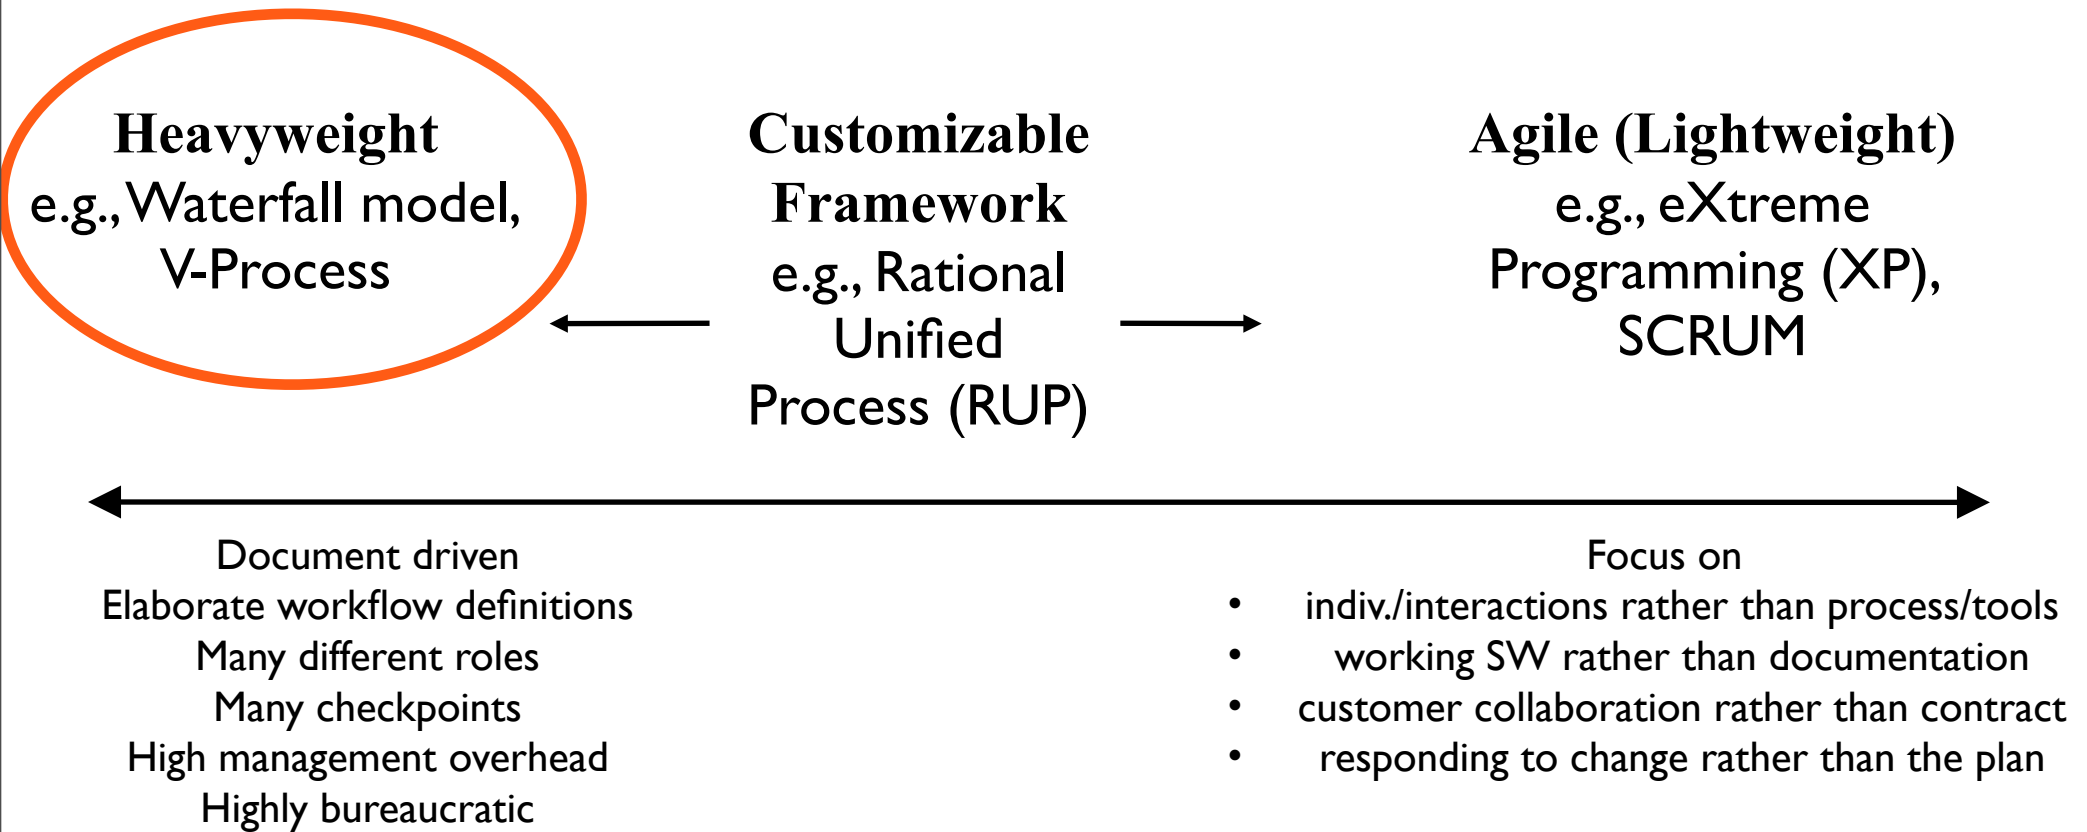 Heavyweight
e.g., Waterfall model,
V-Process
Customizable
Framework
e.g., Rational
Unified
Process (RUP)
Agile (Lightweight)
e.g., eXtreme
Programming (XP),
SCRUM
Document driven
Elaborate workflow definitions
Many different roles
Many checkpoints
High management overhead
Highly bureaucratic
Focus on
• indiv./interactions rather than process/tools
• working SW rather than documentation
• customer collaboration rather than contract
• responding to change rather than the plan